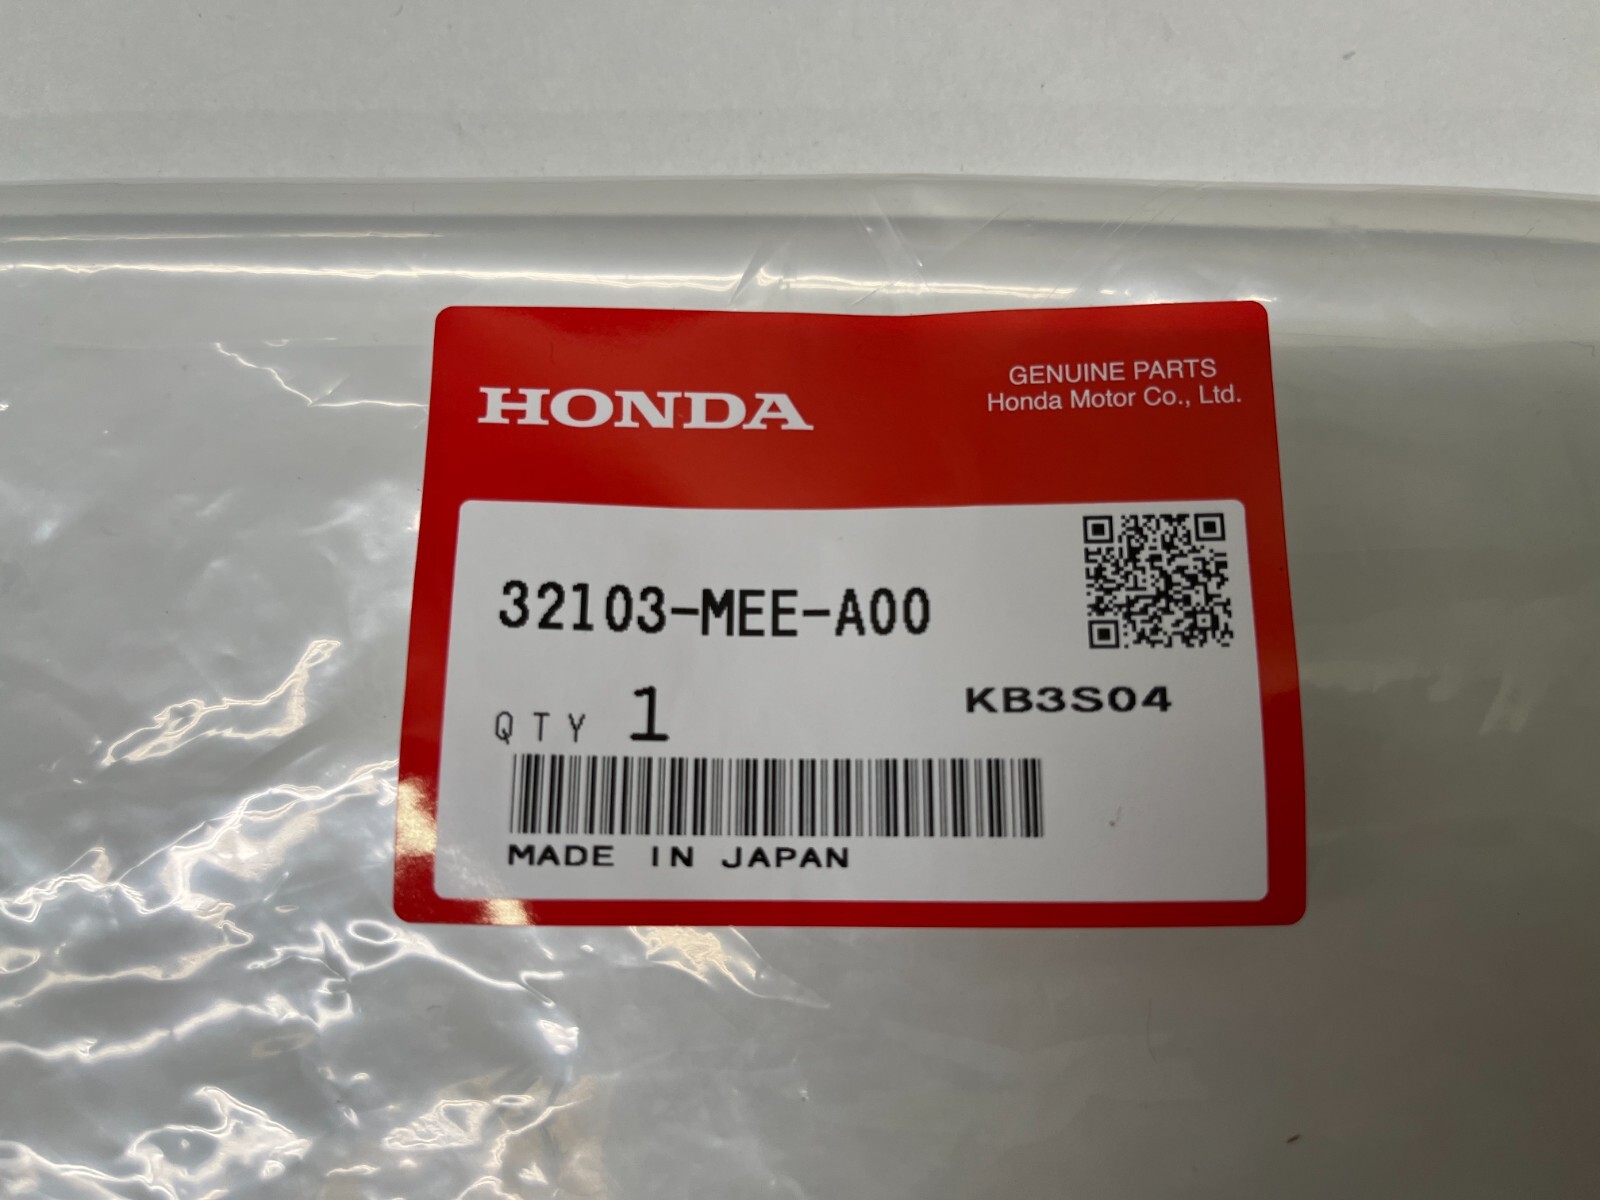 HONDA
GENUINE PARTS
Honda Motor Co., Ltd.
32103-MEE-A00
QTY 1
KB3S04
MADE IN JAPAN